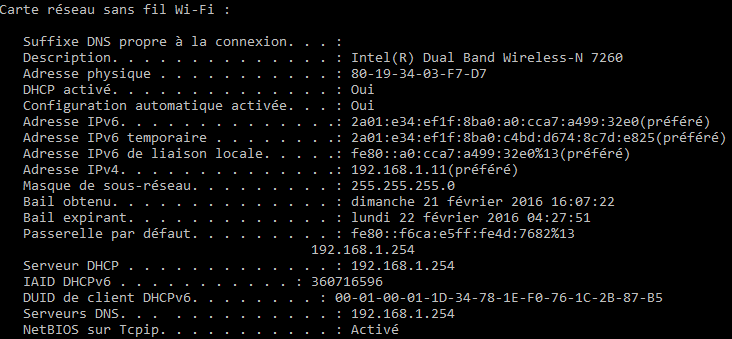 Carte réseau sans fil Wi-Fi :
Suffixe DNS propre à la connexion. . . :
Description. . . . . . . . . . . . . . : Intel(R) Dual Band Wireless-N 7260
Adresse physique . . . . . . . . . . . : 80-19-34-03-F7-D7
DHCP activé. . . . . . . . . . . . . . : Oui
Configuration automatique activée. . . : Oui
Adresse IPv6. . . . . . . . . . . . . .: 2a01:e34:ef1f:8ba0:a0:cca7:a499:32e0(préféré)
Adresse IPv6 temporaire . . . . . . . .: 2a01:e34:ef1f:8ba0:c4bd:d674:8c7d:e825(préféré)
Adresse IPv6 de liaison locale. . . . .: fe80::a0:cca7:a499:32e0%13(préféré)
Adresse IPv4. . . . . . . . . . . . . .: 192.168.1.11(préféré)
Masque de sous-réseau. . . . . . . . . : 255.255.255.0
Bail obtenu. . . . . . . . . . . . . . : dimanche 21 février 2016 16:07:22
Bail expirant. . . . . . . . . . . . . : lundi 22 février 2016 04:27:51
Passerelle par défaut. . . . . . . . . : fe80::f6ca:e5ff:fe4d:7682%13
192.168.1.254
Serveur DHCP . . . . . . . . . . . . . : 192.168.1.254
IAID DHCPv6 . . . . . . . . . . . : 360716596
DUID de client DHCPv6. . . . . . . . : 00-01-00-01-1D-34-78-1E-F0-76-1C-2B-87-B5
Serveurs DNS. . . . . . . . . . . . . : 192.168.1.254
NetBIOS sur Tcpip. . . . . . . . . . . : Activé